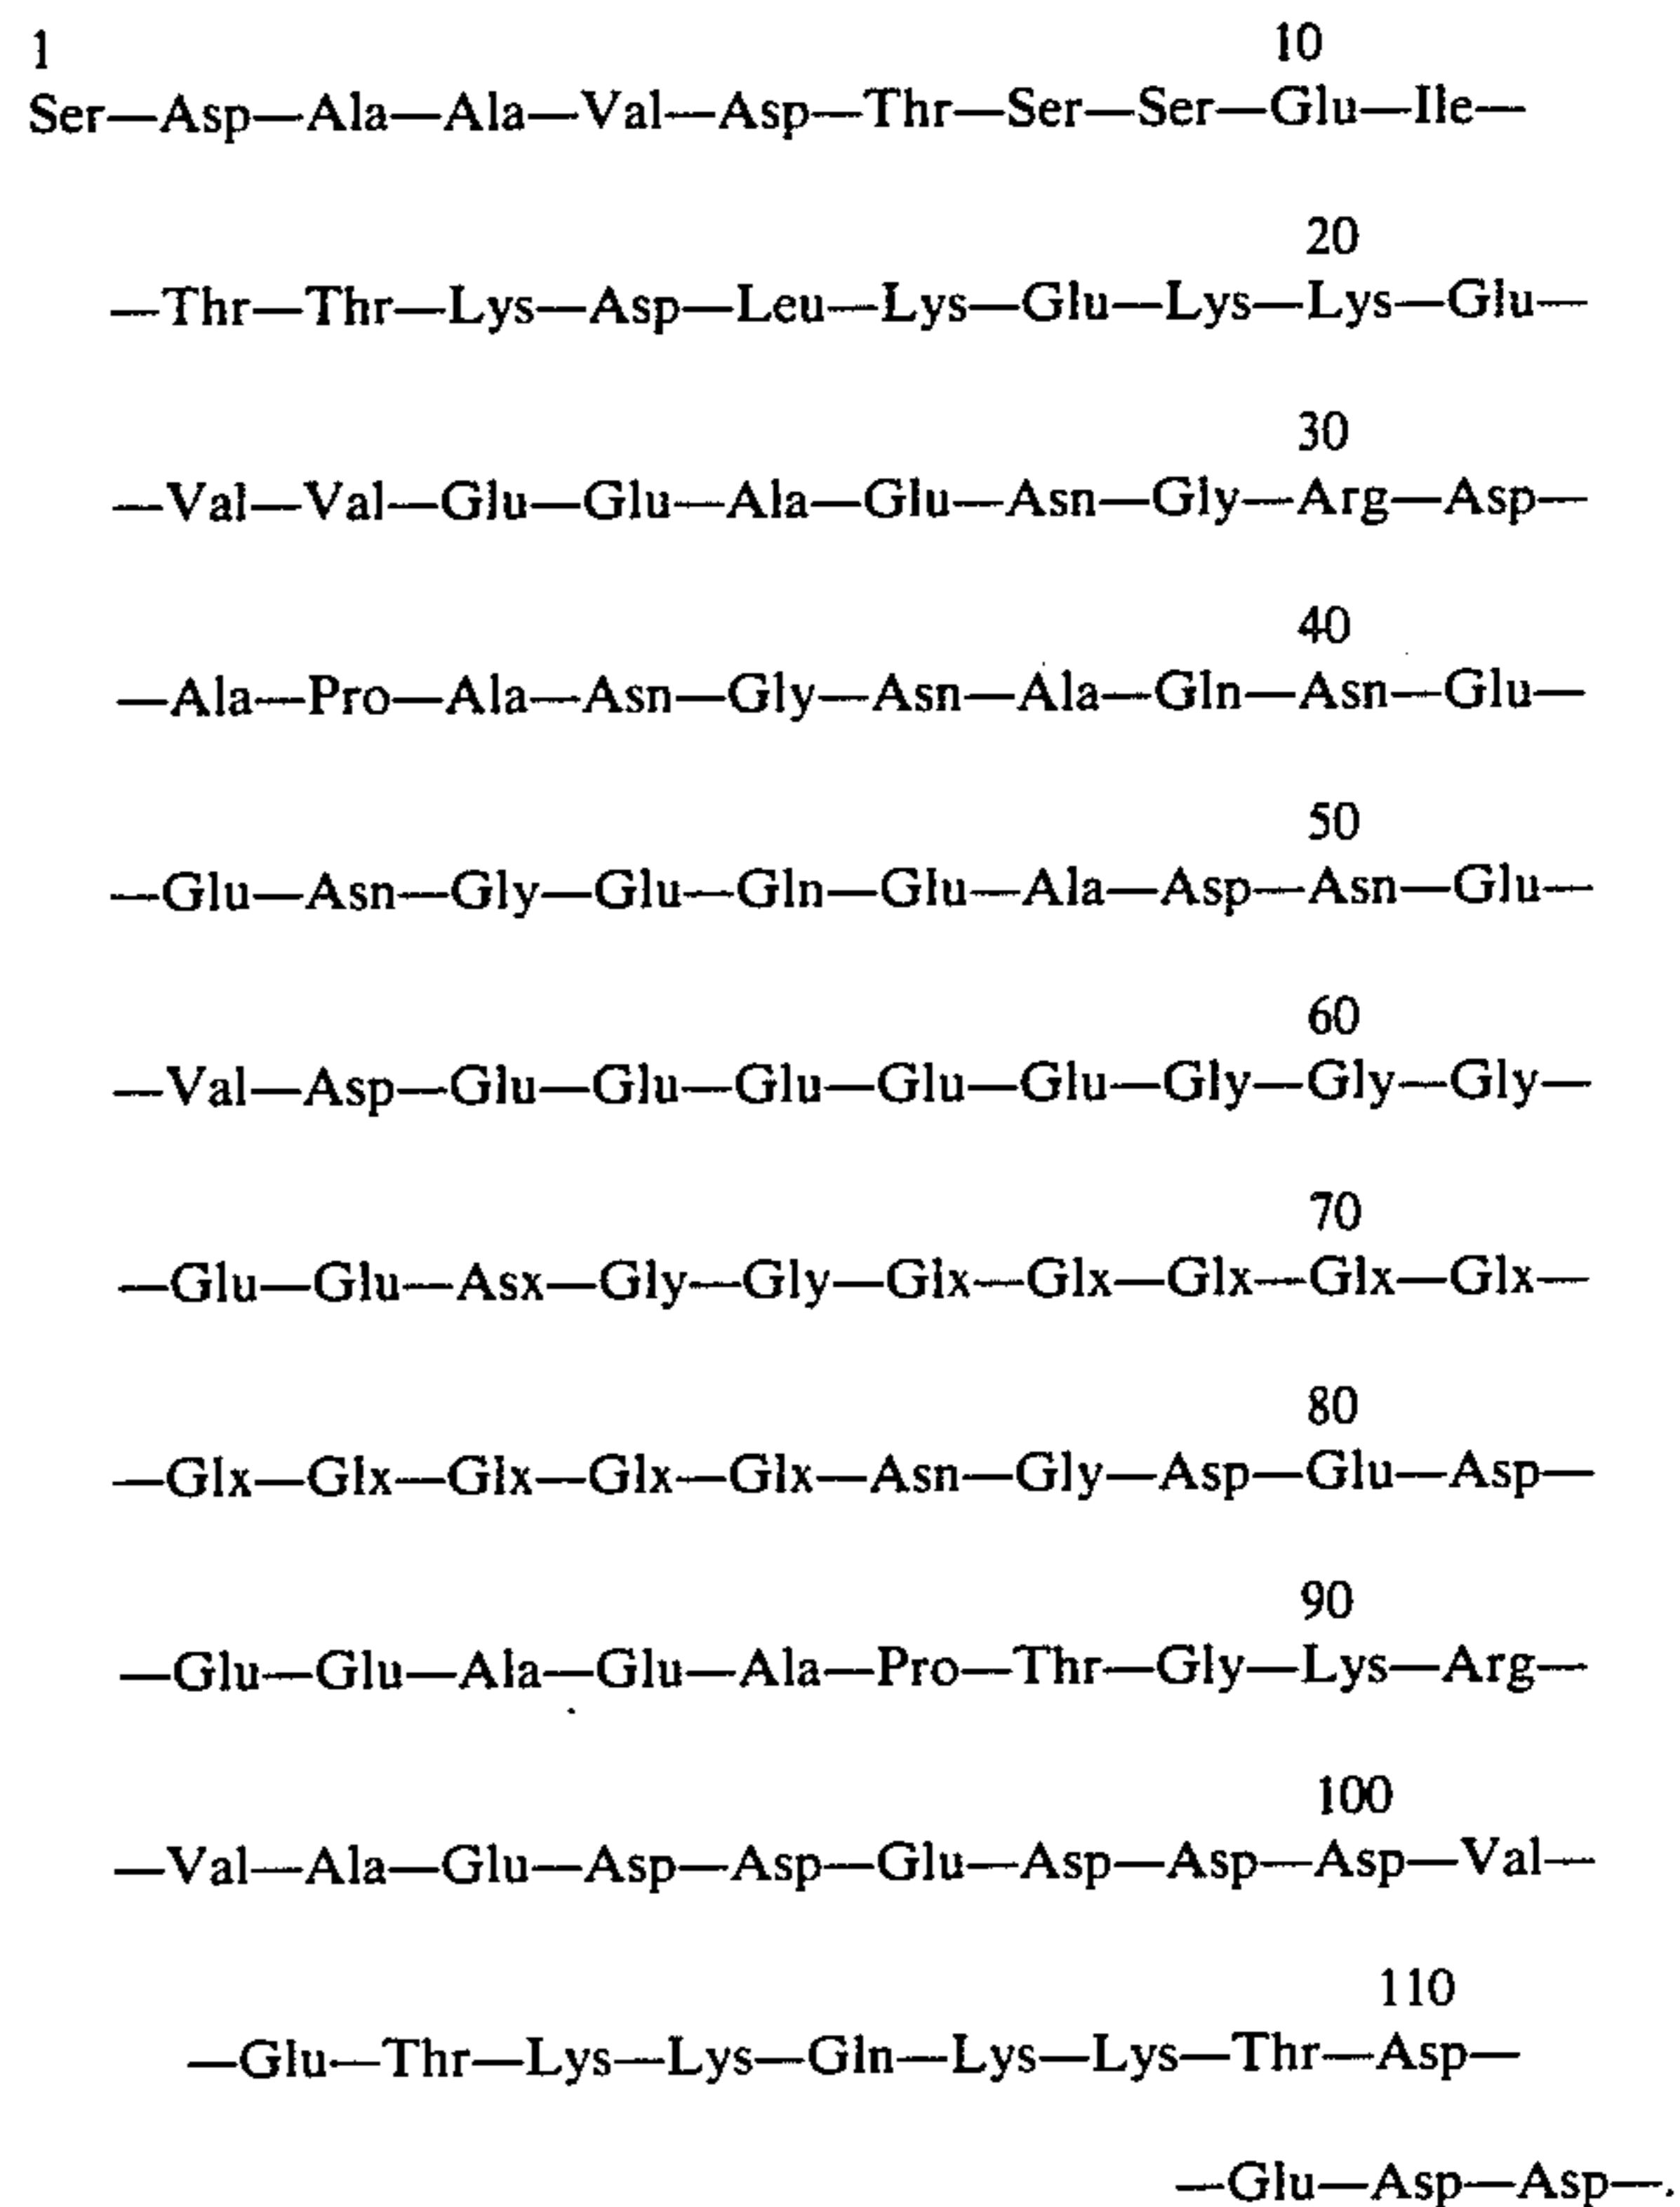 1 10
Ser—Asp—Ala—Ala—Val—Asp—Thr—Ser—Ser—Glu—Ile—
20
—Thr—Thr—Lys—Asp—Leu—Lys—Glu—Lys—Lys—Glu—
30
—Val—Val—Glu—Glu—Ala—Glu—Asn—Gly—Arg—Asp—
40
—Ala—Pro—Ala—Asn—Gly—Asn—Ala—Gln—Asn—Glu—
50
—Glu—Asn—Gly—Glu—Gln—Glu—Ala—Asp—Asn—Glu—
60
—Val—Asp—Glu—Glu—Glu—Glu—Glu—Gly—Gly—Gly—
70
—Glu—Glu—Asx—Gly—Gly—Glx—Glx—Glx—Glx—Glx—
80
—Glx—Glx—Glx—Glx—Glx—Asn—Gly—Asp—Glu—Asp—
90
—Glu—Glu—Ala—Glu—Ala—Pro—Thr—Gly—Lys—Arg—
100
—Val—Ala—Glu—Asp—Asp—Glu—Asp—Asp—Asp—Val—
110
—Glu—Thr—Lys—Lys—Gln—Lys—Lys—Thr—Asp—
—Glu—Asp—Asp—.